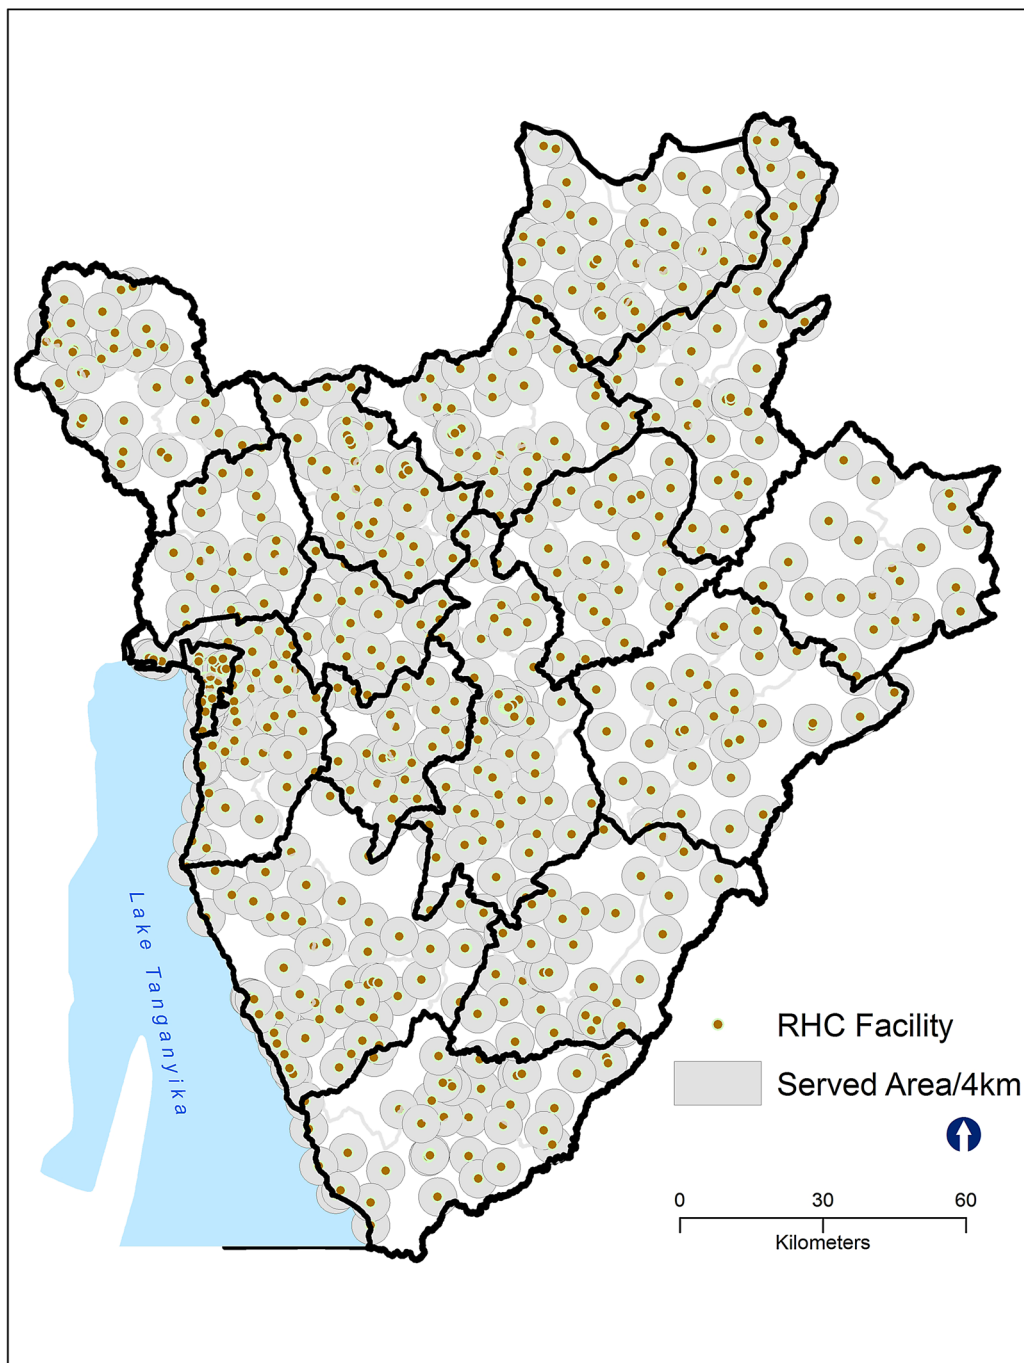 Lake Tanganyika
RHC Facility
Served Area/4km
0 30 60
Kilometers